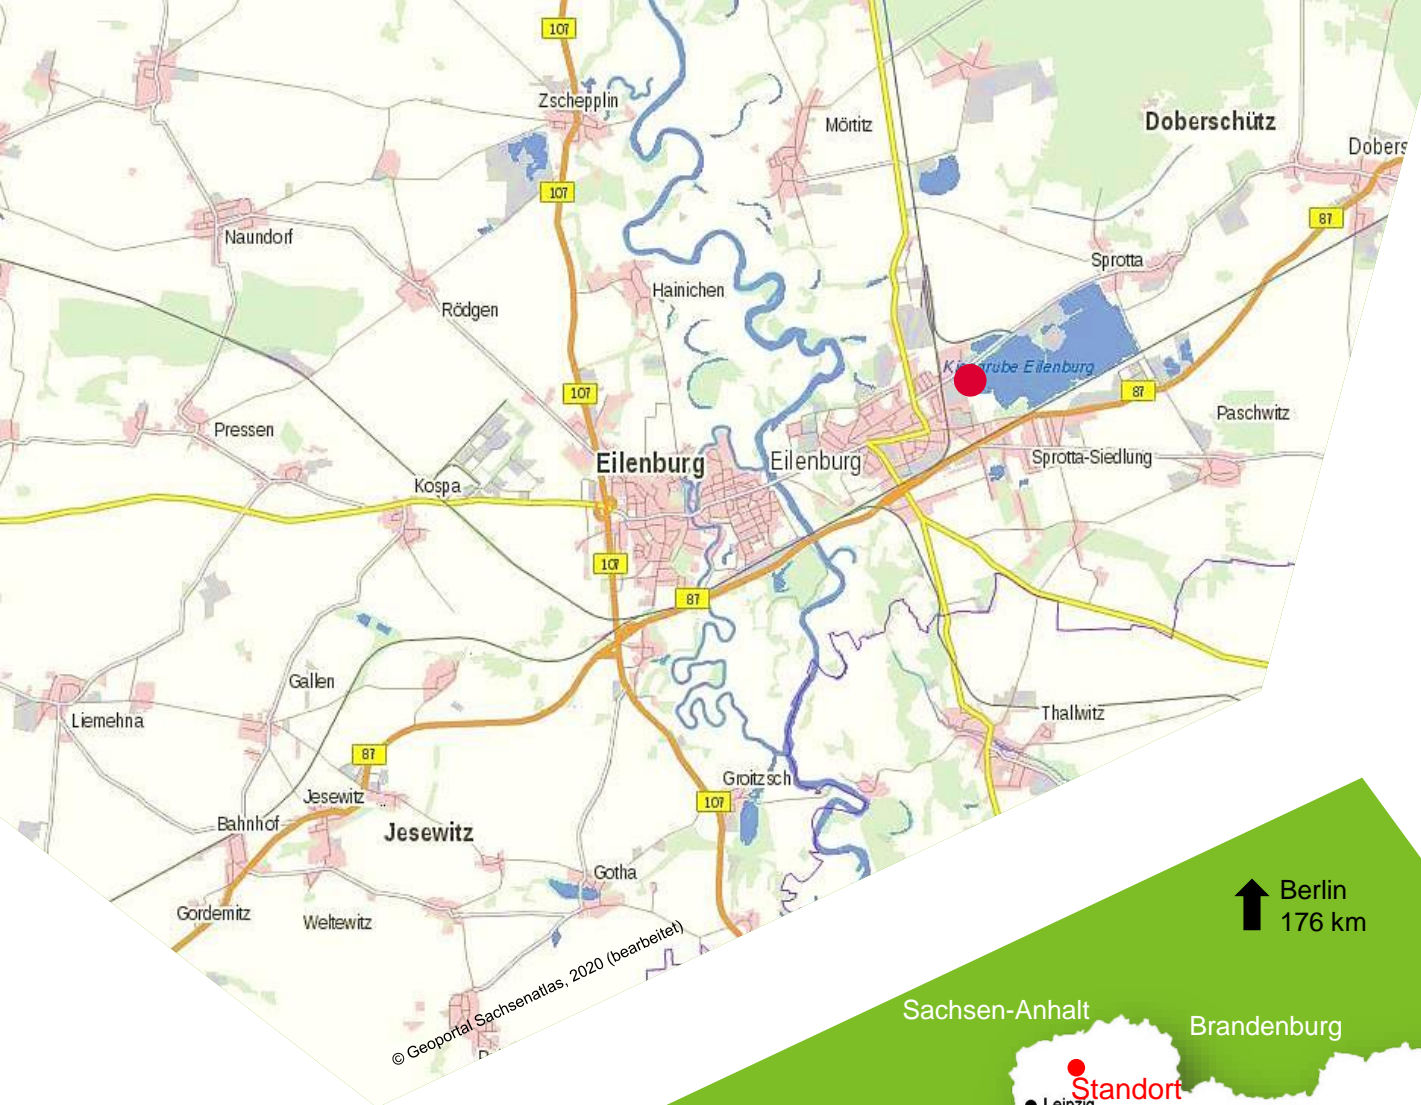 107
Zschepplin
Mörtitz
Doberschütz
Dobers
107
87
Naundorf
Sprotta
Hainichen
Rödgen
107
Kiesgrube Eilenburg
87
Paschwitz
Pressen
Eilenburg
Eilenburg
Sprotta-Siedlung
Kospa
107
87
Gallen
Liemehna
Thallwitz
87
Groitzsch
Jesewitz
107
Bahnhof
Jesewitz
Gotha
Gordemitz
Weltewitz
© Geoportal Sachsenatlas, 2020 (bearbeitet)
Berlin
176 km
Sachsen-Anhalt
Brandenburg
Standort
Leipzig